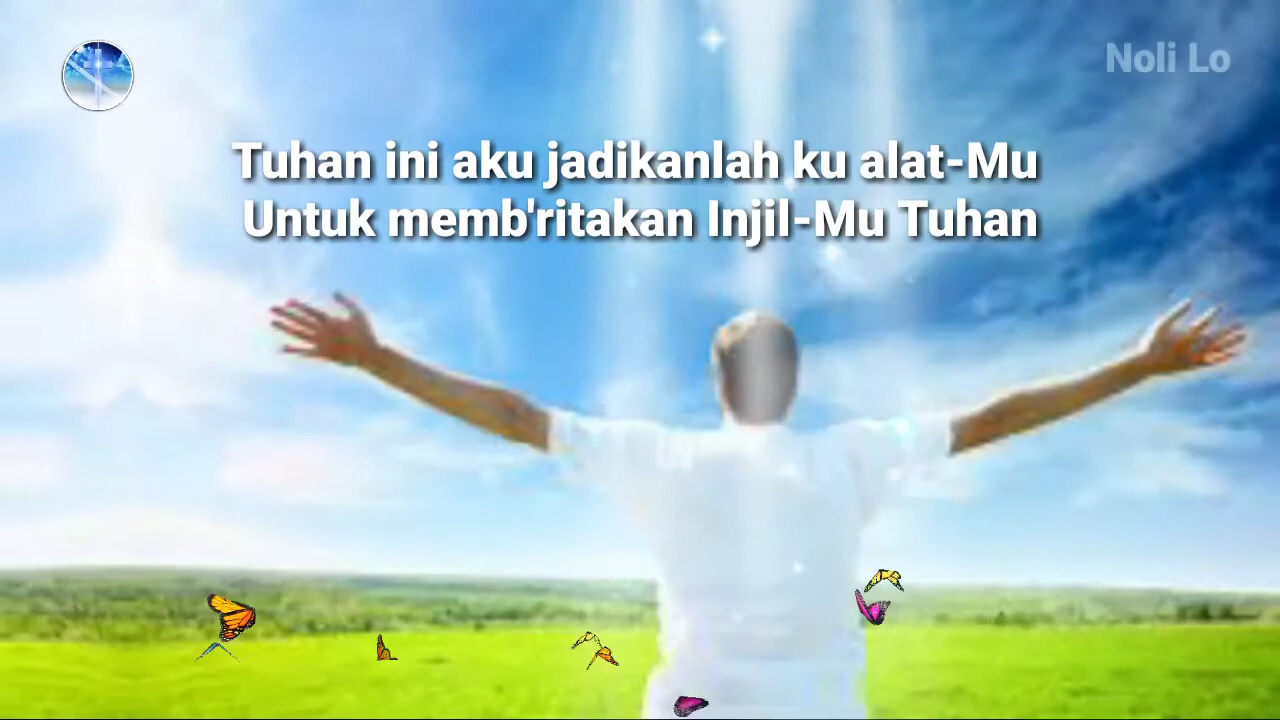 Noli Lo
Tuhan ini aku jadikanlah ku alat-Mu
Untuk memb'ritakan Injil-Mu Tuhan